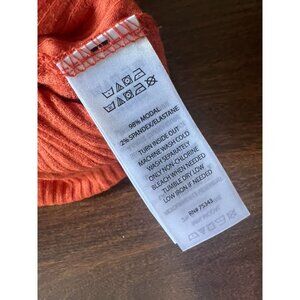 98% MODAL
2% SPANDEX/ELASTANE
TURN INSIDE OUT
MACHINE WASH COLD
WASH SEPARATELY
ONLY NON-CHLORINE
BLEACH WHEN NEEDED
TUMBLE DRY LOW
LOW IRON IF NEEDED
RN# 75343